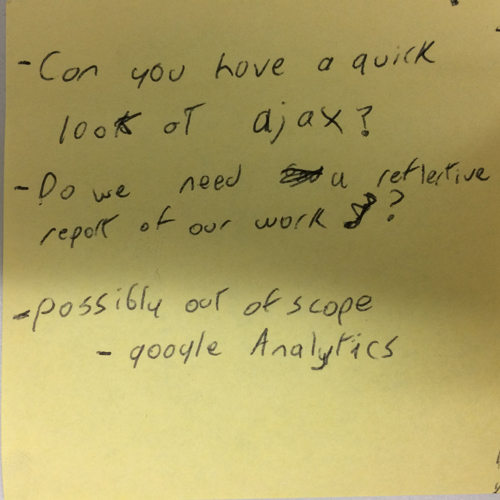 - Can you have a quick
look at ajax?
- Do we need a reflective
report of our work ?
- possibly out of scope
- google Analytics